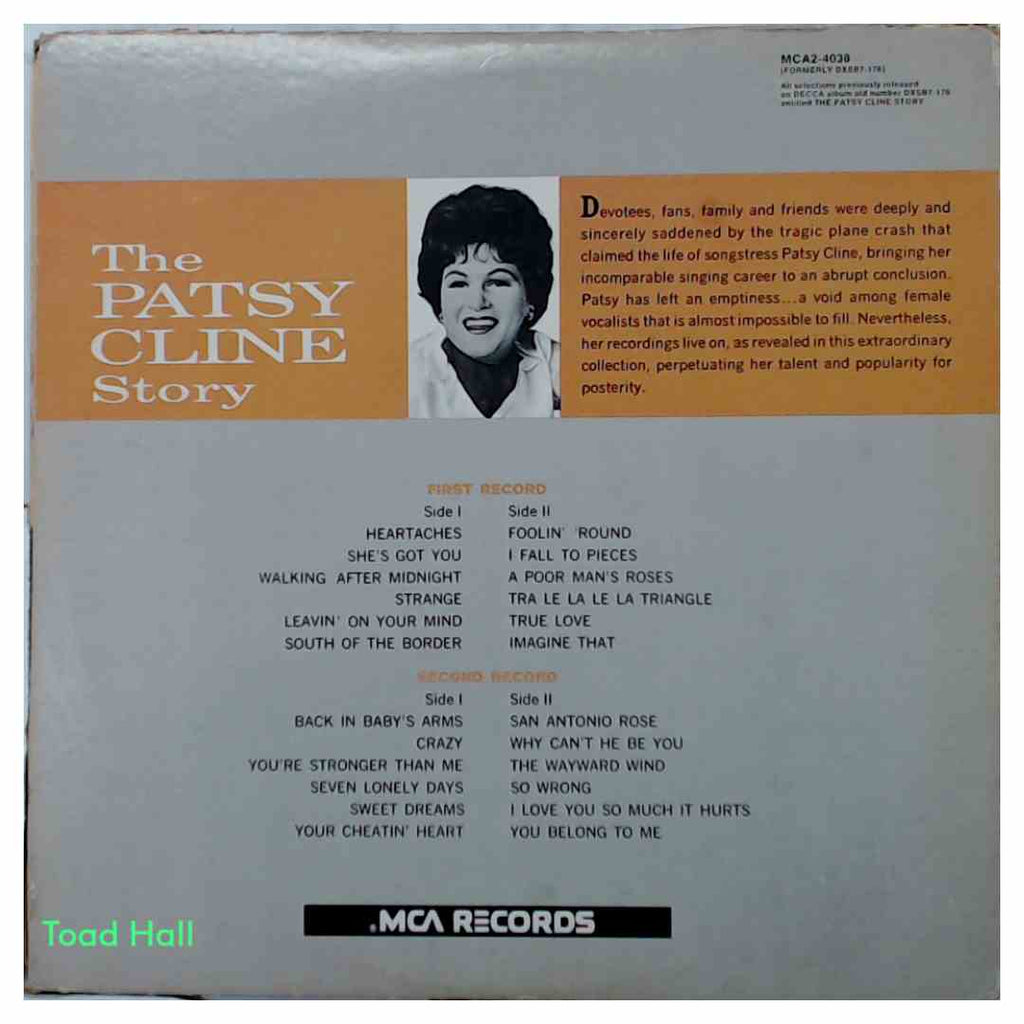 MCA2-4038
(FORMERLY DXSB7-176)
All selections previously released
on DECCA album old number DXSB7-176
entitled THE PATSY CLINE STORY
The
PATSY
CLINE
Story
Devotees, fans, family and friends were deeply and
sincerely saddened by the tragic plane crash that
claimed the life of songstress Patsy Cline, bringing her
incomparable singing career to an abrupt conclusion.
Patsy has left an emptiness...a void among female
vocalists that is almost impossible to fill. Nevertheless,
her recordings live on, as revealed in this extraordinary
collection, perpetuating her talent and popularity for
posterity.
FIRST RECORD
Side I
HEARTACHES
SHE'S GOT YOU
WALKING AFTER MIDNIGHT
STRANGE
LEAVIN' ON YOUR MIND
SOUTH OF THE BORDER
Side II
FOOLIN' 'ROUND
I FALL TO PIECES
A POOR MAN'S ROSES
TRA LE LA LE LA TRIANGLE
TRUE LOVE
IMAGINE THAT
SECOND RECORD
Side I
BACK IN BABY'S ARMS
CRAZY
YOU'RE STRONGER THAN ME
SEVEN LONELY DAYS
SWEET DREAMS
YOUR CHEATIN' HEART
Side II
SAN ANTONIO ROSE
WHY CAN'T HE BE YOU
THE WAYWARD WIND
SO WRONG
I LOVE YOU SO MUCH IT HURTS
YOU BELONG TO ME
.MCA RECORDS
Toad Hall